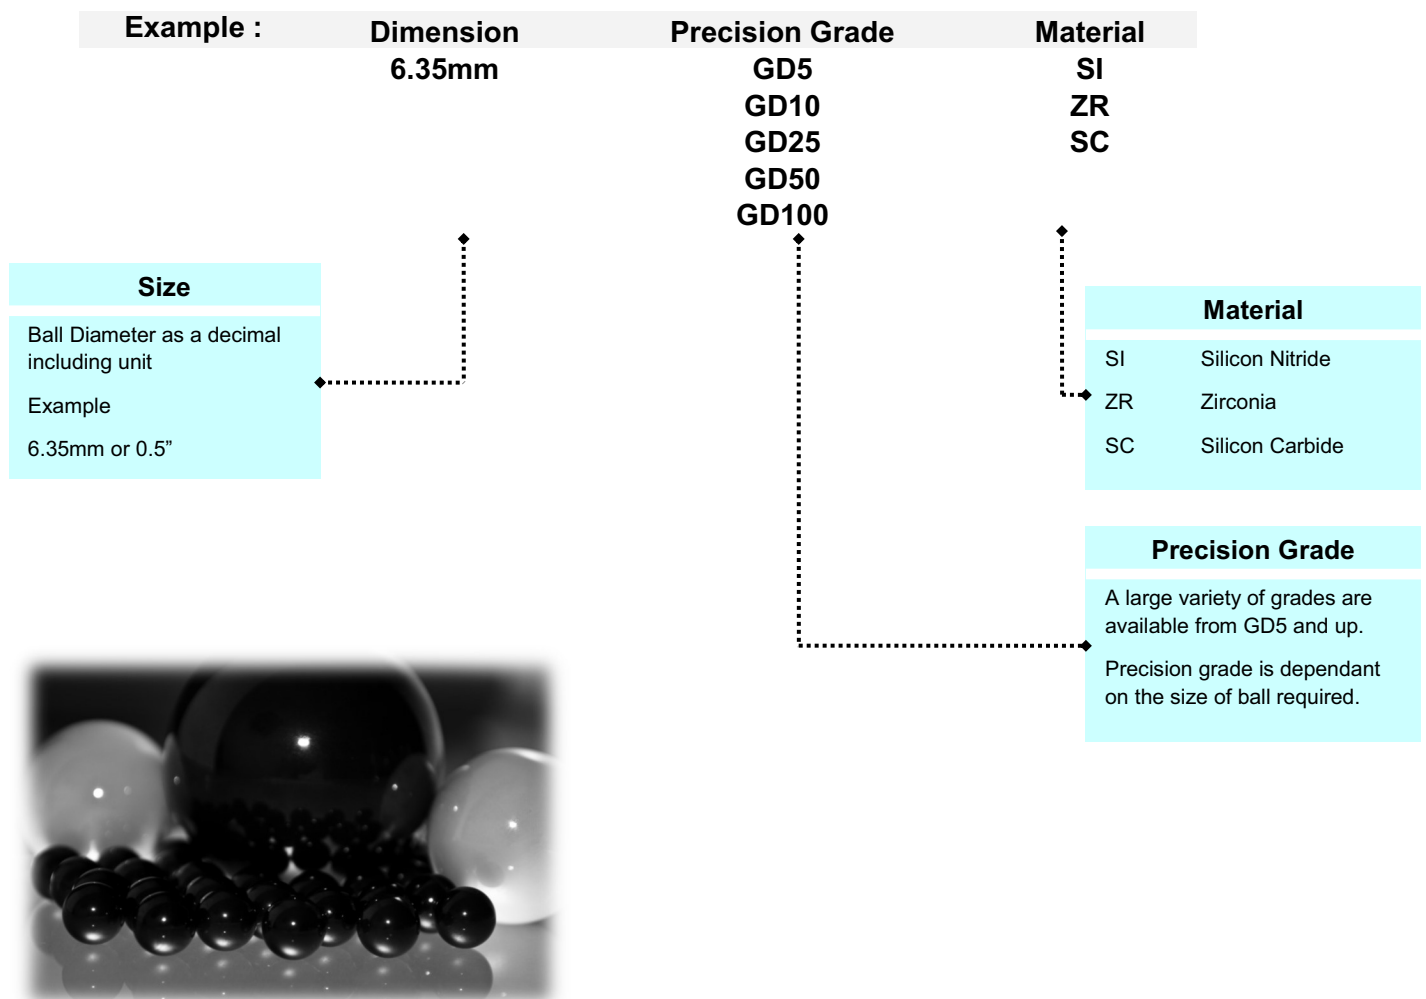 Example : Dimension Precision Grade Material
6.35mm GD5 SI
GD10 ZR
GD25 SC
GD50
GD100
Size
Ball Diameter as a decimal
including unit
Example
6.35mm or 0.5”
Material
SI Silicon Nitride
ZR Zirconia
SC Silicon Carbide
Precision Grade
A large variety of grades are
available from GD5 and up.
Precision grade is dependant
on the size of ball required.